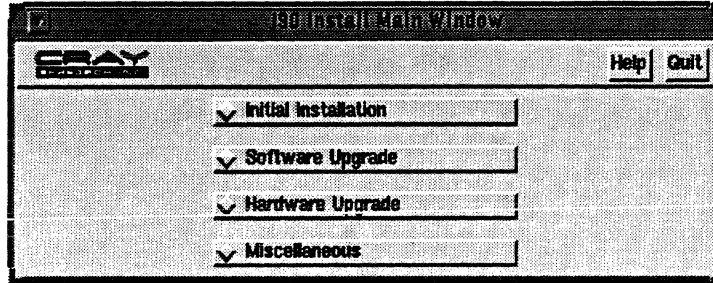 J90 Install Main Window
CRAY
Help Quit
Initial Installation
Software Upgrade
Hardware Upgrade
Miscellaneous